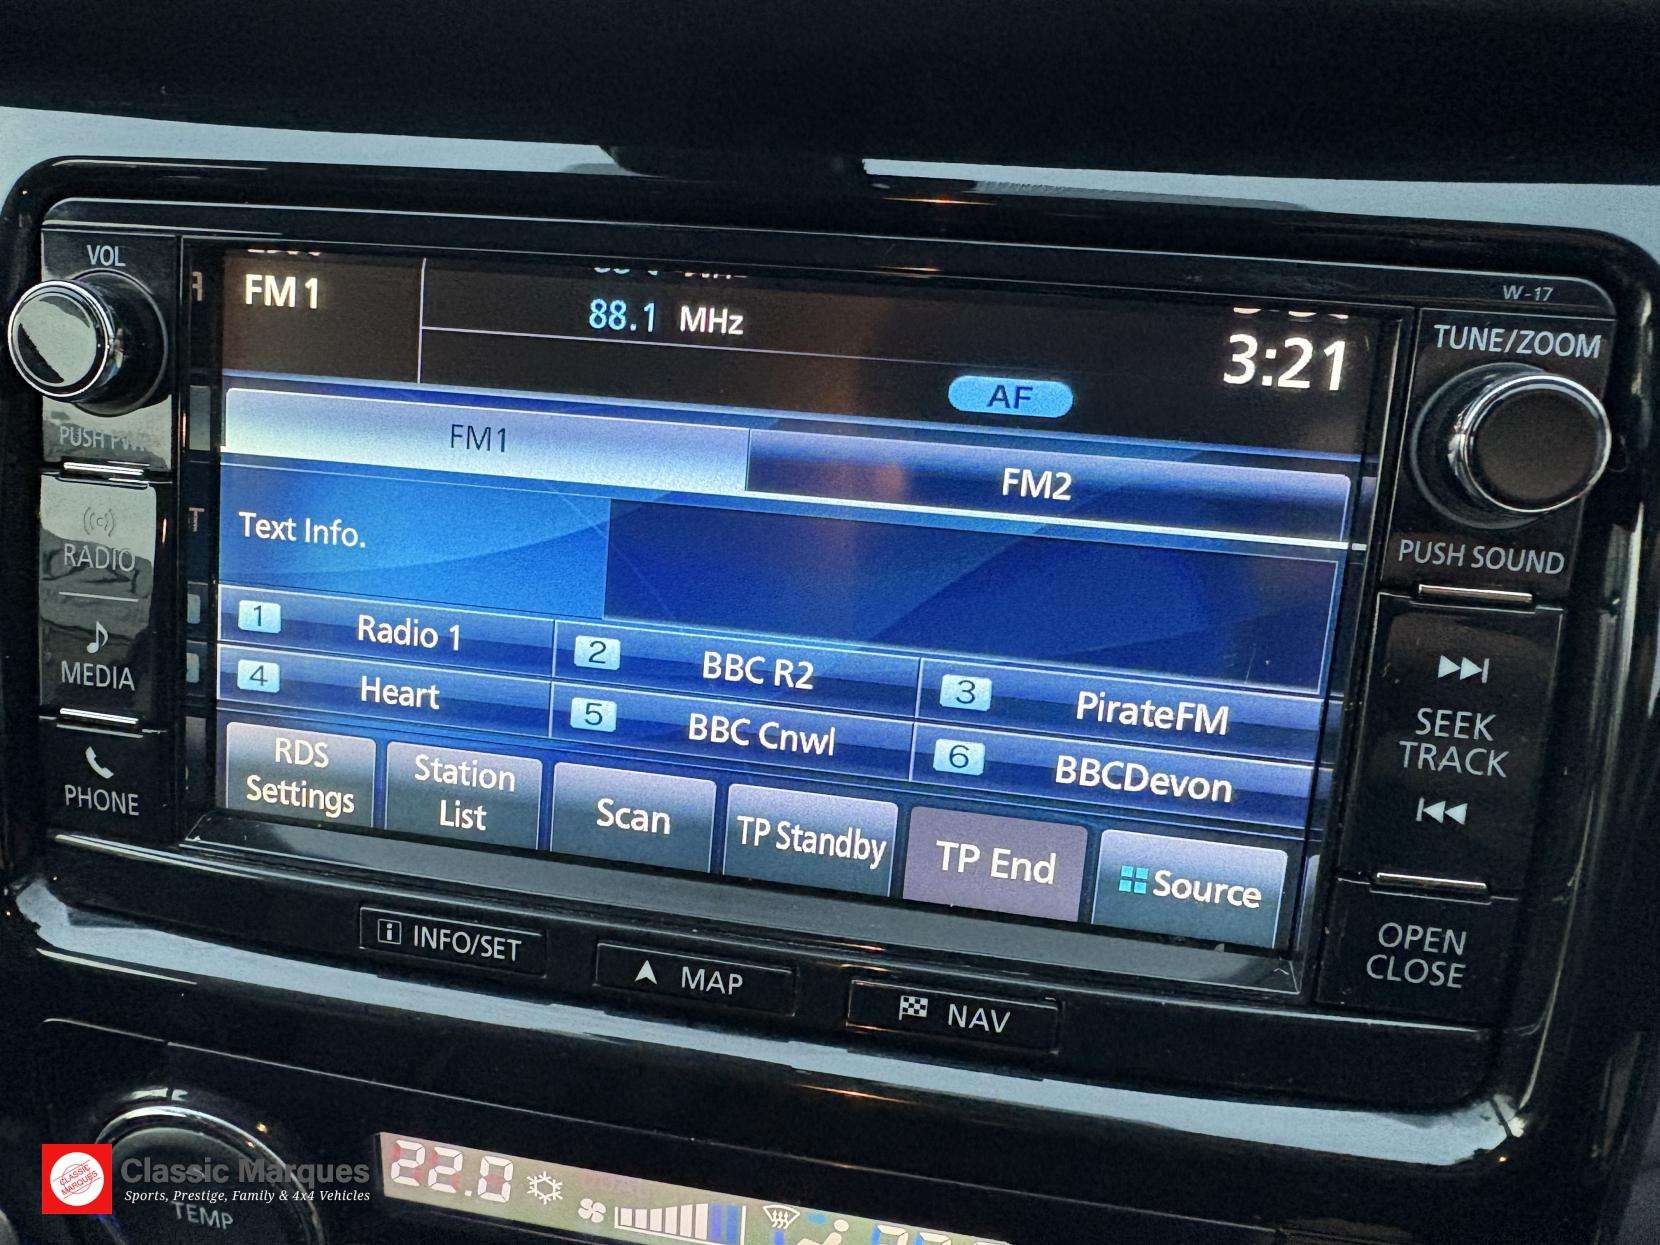 VOL
W-17
FM1
88.1 MHz
3:21
TUNE/ZOOM
AF
PUSH PWR
FM1
FM2
RADIO
Text Info.
PUSH SOUND
1 Radio 1
2 BBC R2
3 PirateFM
MEDIA
4 Heart
5 BBC Cnwl
6 BBCDevon
SEEK
TRACK
PHONE
RDS
Settings
Station
List
Scan
TP Standby
TP End
Source
OPEN
CLOSE
INFO/SET
MAP
NAV
22.0
Classic Marques
Sports, Prestige, Family & 4x4 Vehicles
CLASSIC
MARQUES
TEMP